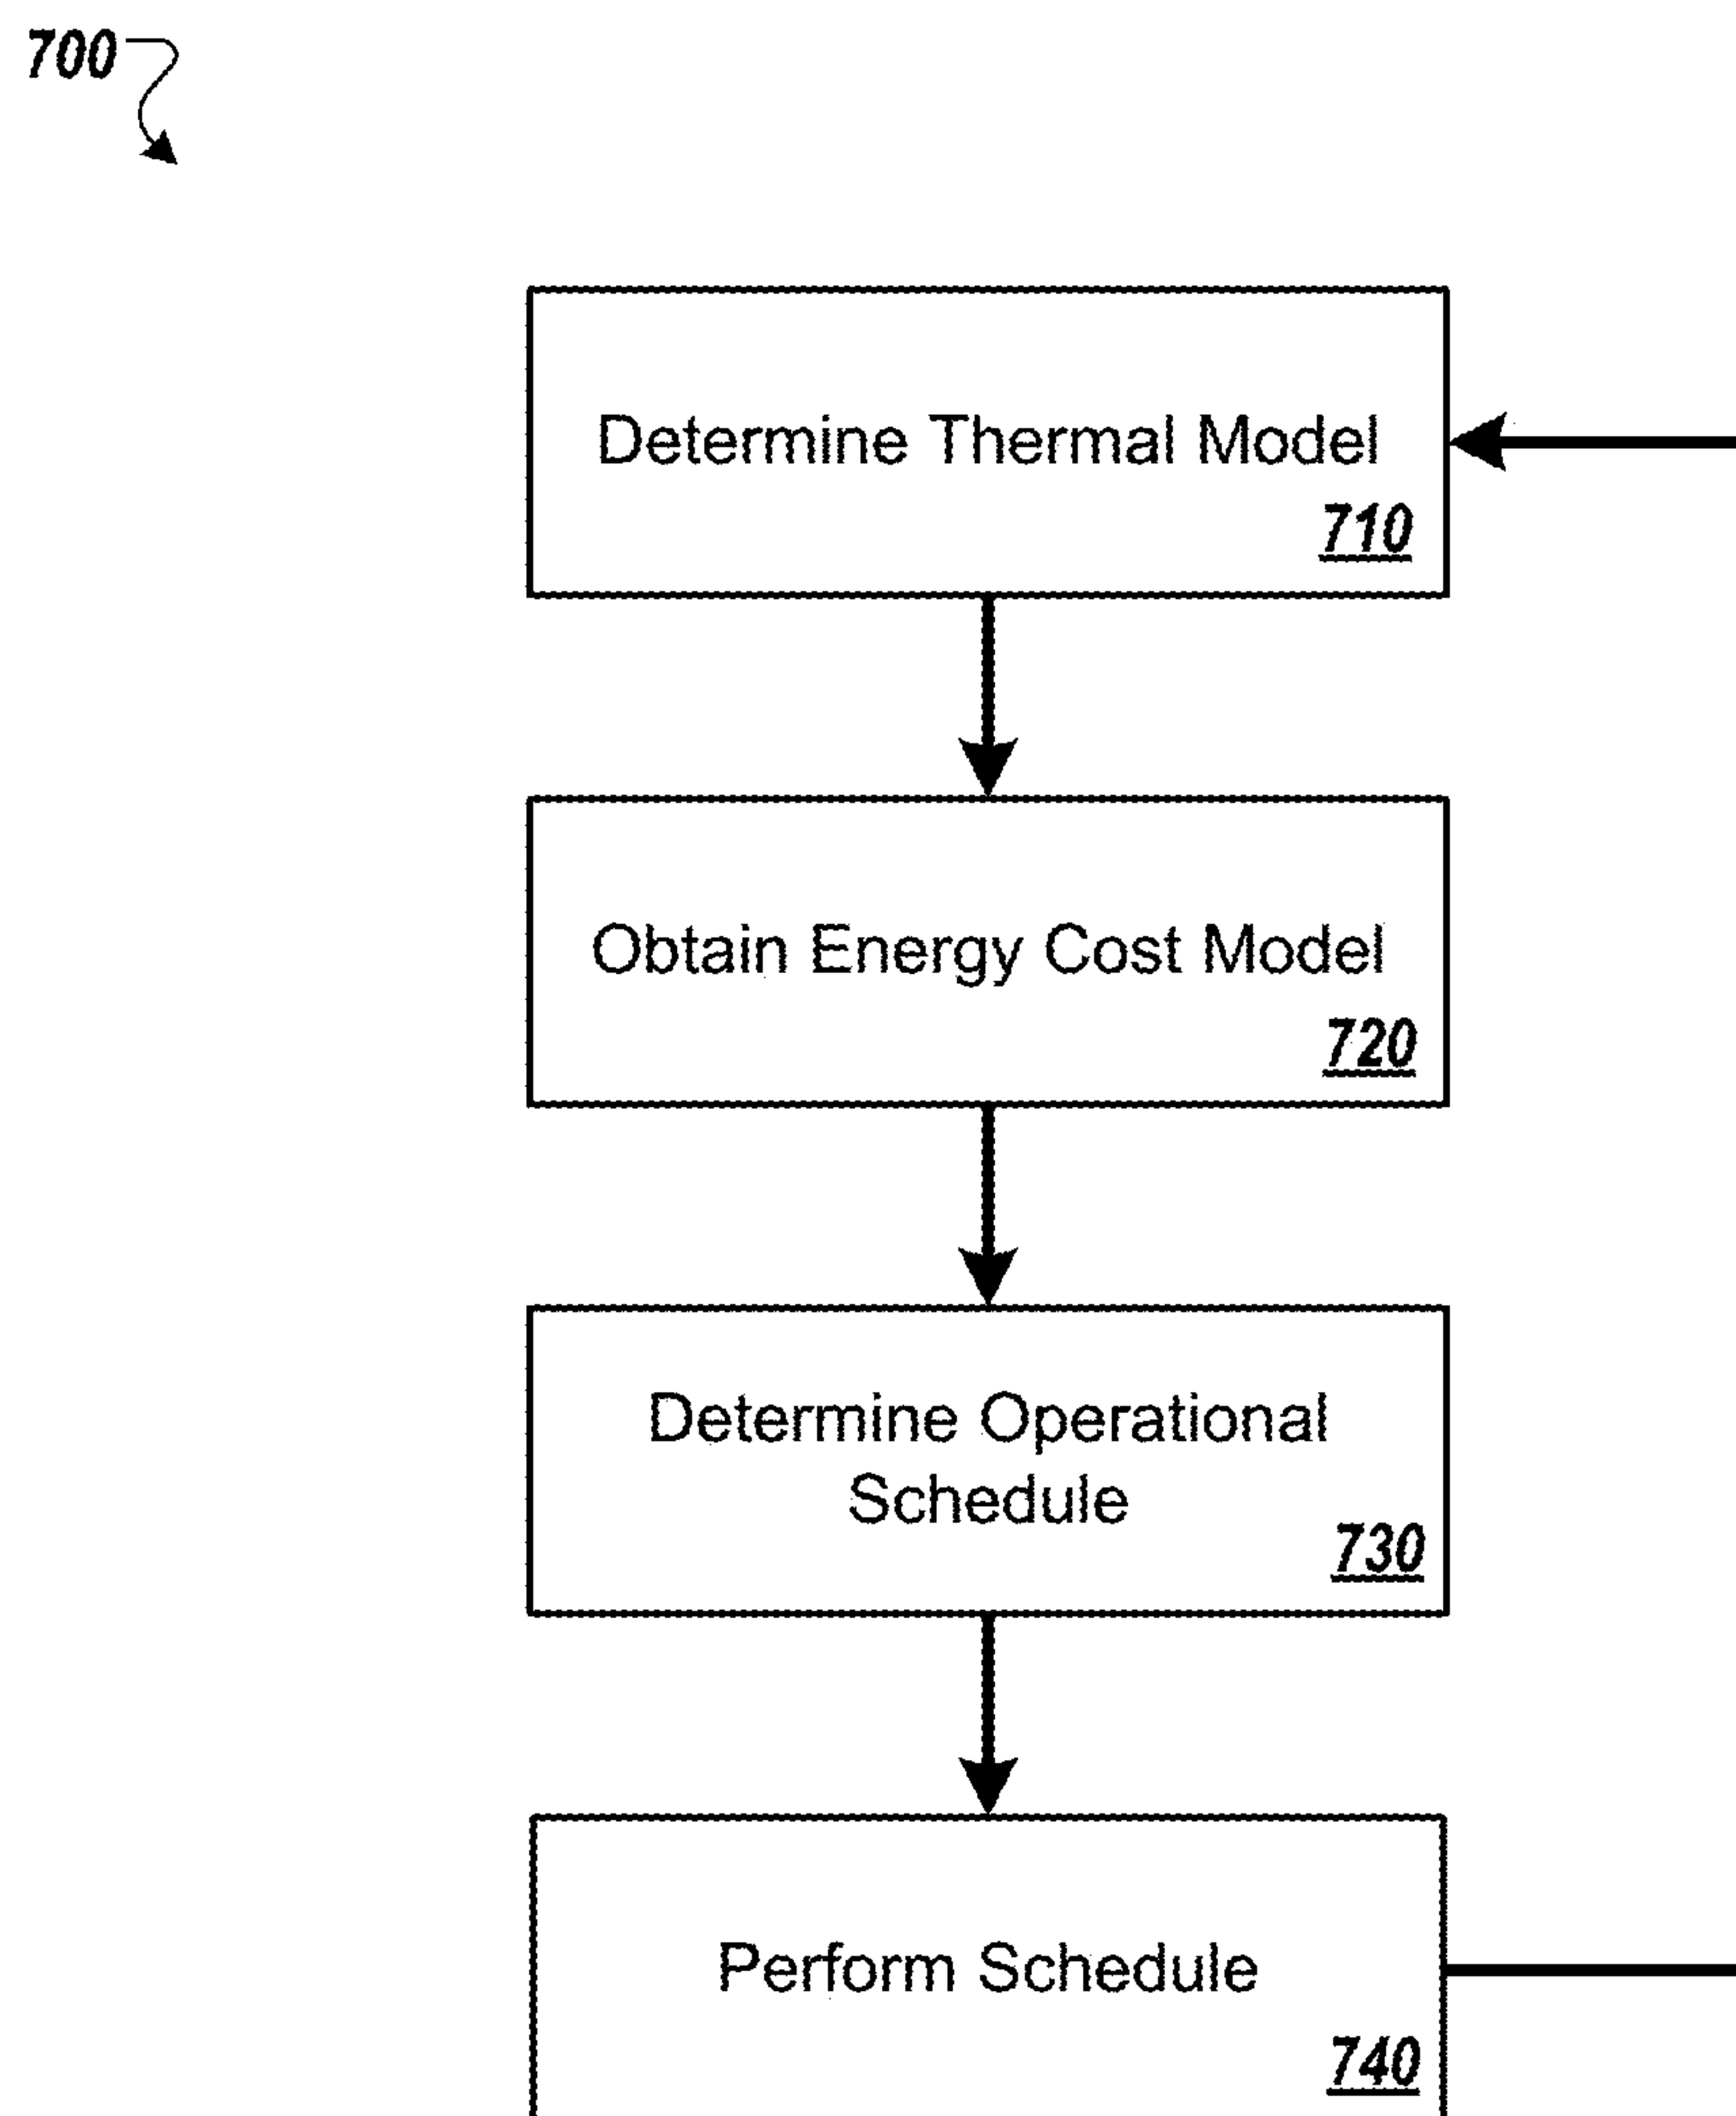 700
Determine Thermal Model
710
Obtain Energy Cost Model
720
Determine Operational
Schedule
730
Perform Schedule
740